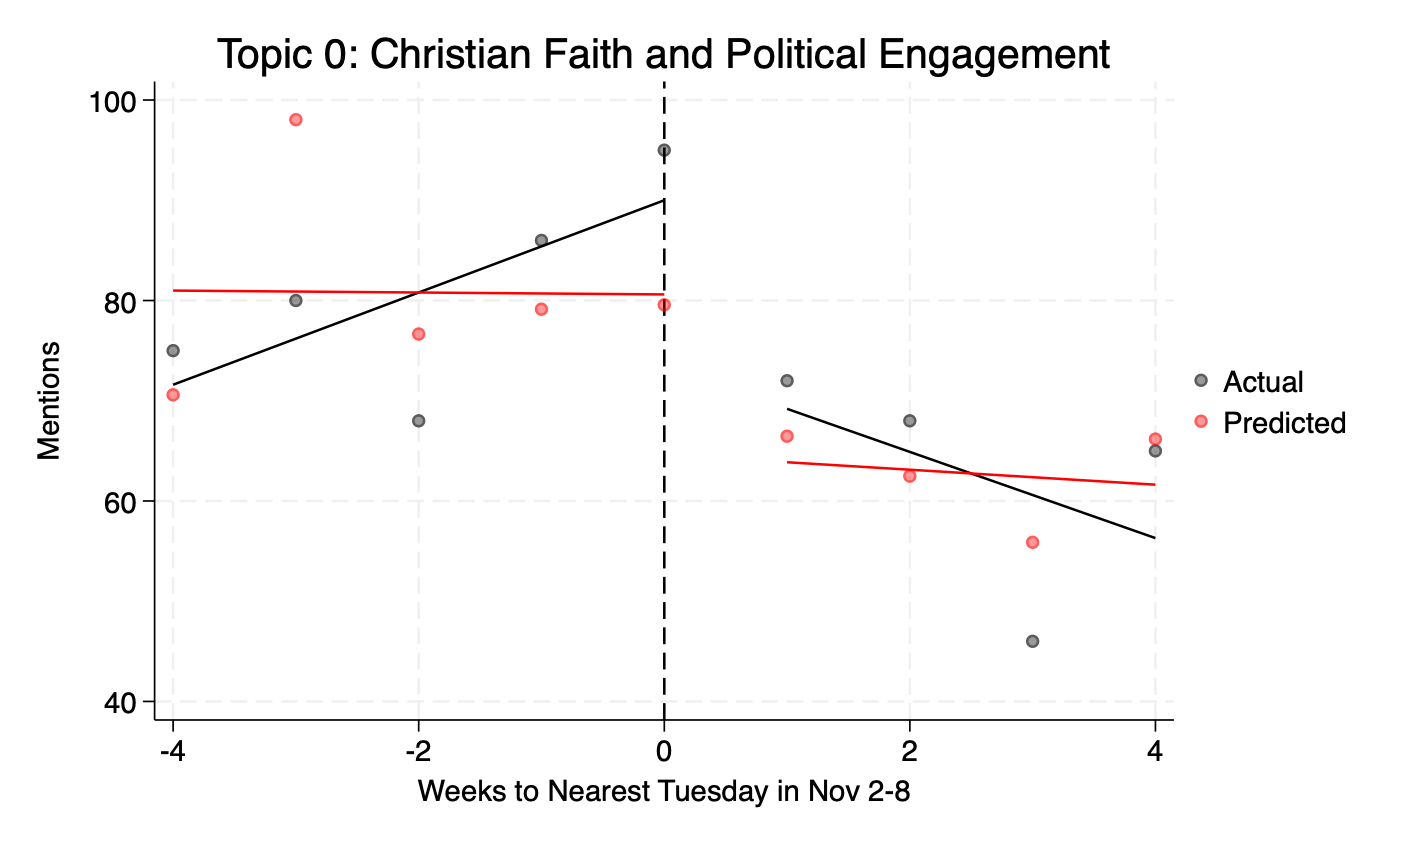 Topic 0: Christian Faith and Political Engagement
100
80
60
40
Mentions
-4
-2
0
2
4
Weeks to Nearest Tuesday in Nov 2-8
Actual
Predicted